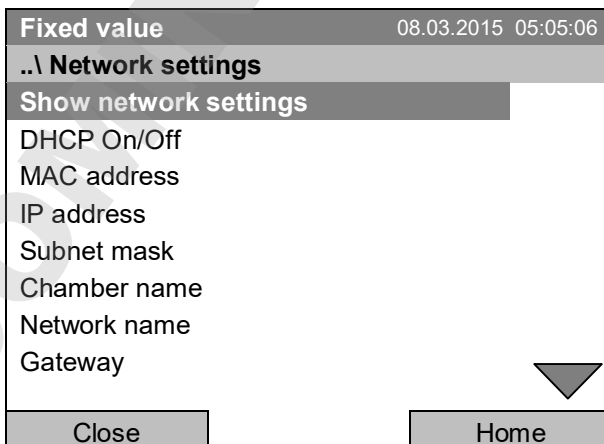 Fixed value 08.03.2015 05:05:06
..\ Network settings
Show network settings
DHCP On/Off
MAC address
IP address
Subnet mask
Chamber name
Network name
Gateway
Close Home